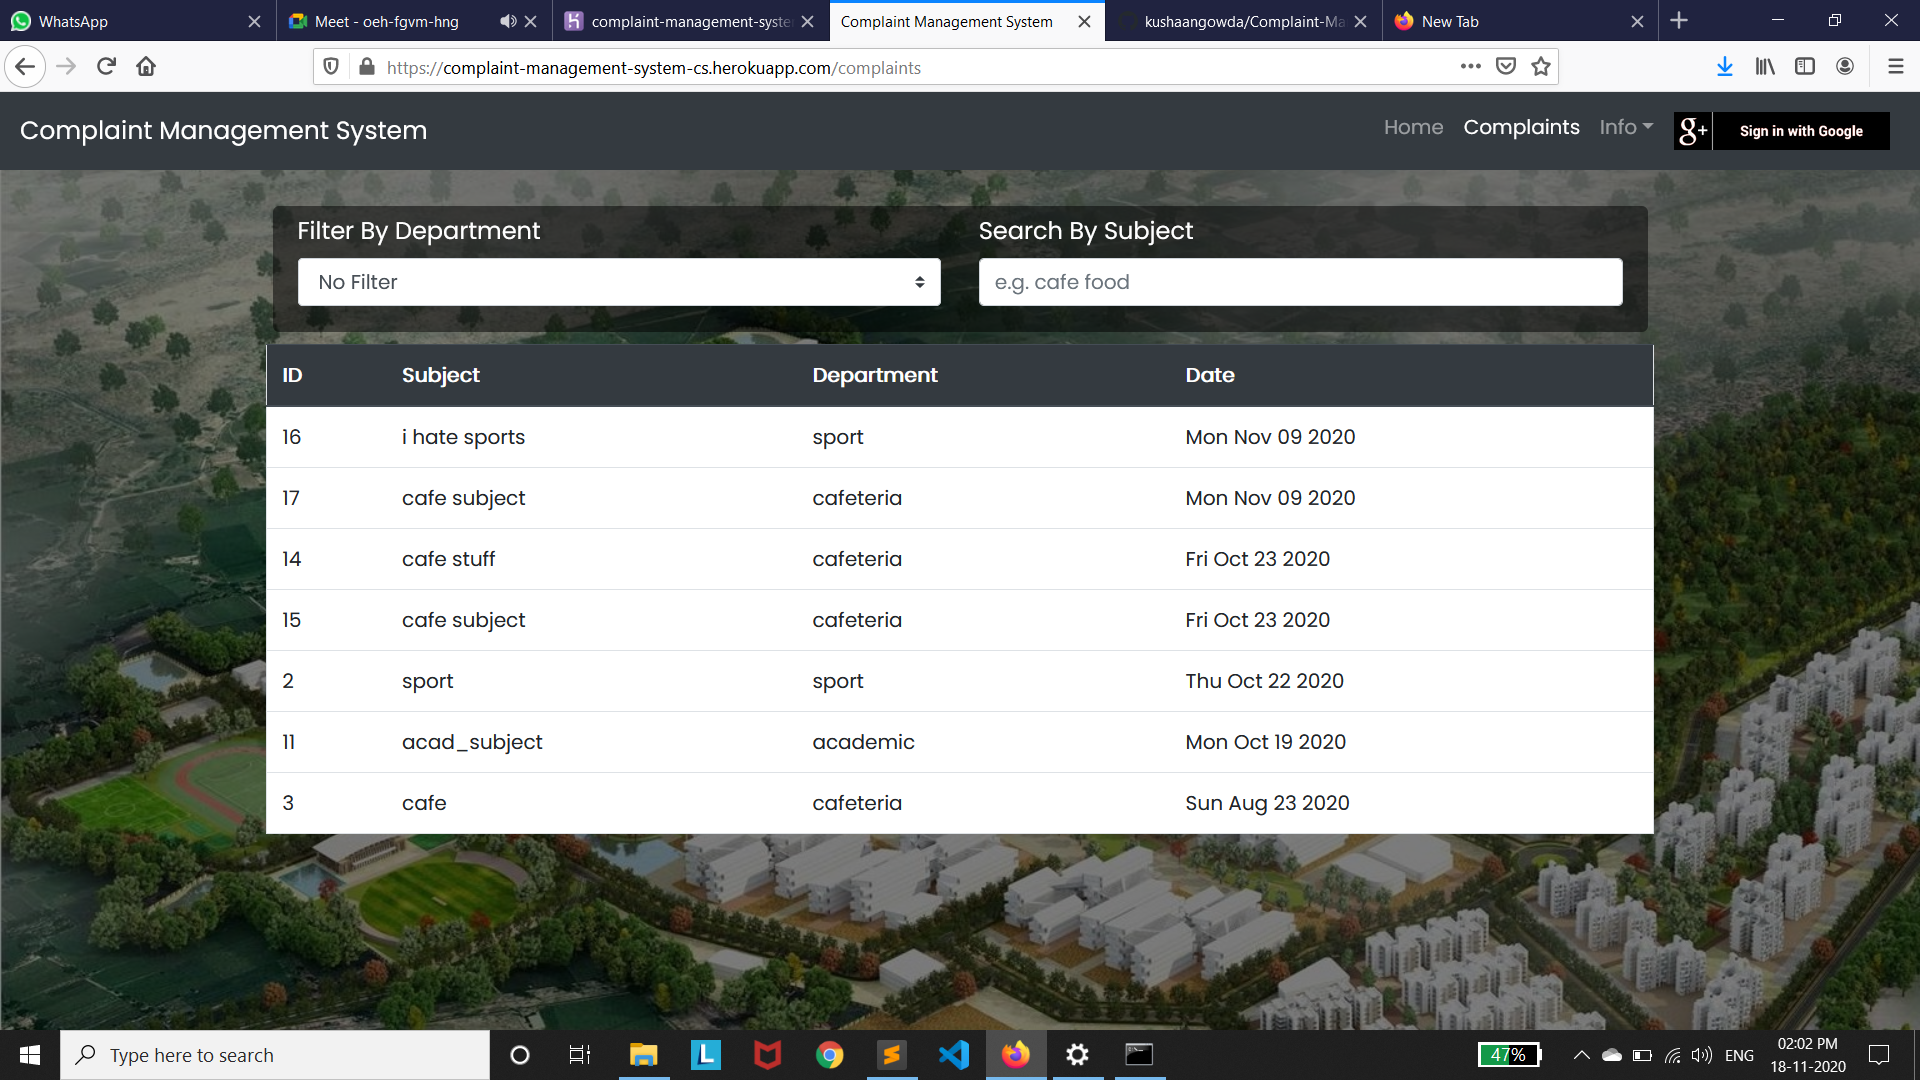 WhatsApp
Meet - oeh-fgvm-hng
complaint-management-syste
Complaint Management System
kushaangowda/Complaint-Ma
New Tab
https://complaint-management-system-cs.herokuapp.com/complaints
Complaint Management System
Home Complaints Info g+ Sign in with Google
Filter By Department
No Filter
Search By Subject
e.g. cafe food
ID Subject Department Date
16 i hate sports sport Mon Nov 09 2020
17 cafe subject cafeteria Mon Nov 09 2020
14 cafe stuff cafeteria Fri Oct 23 2020
15 cafe subject cafeteria Fri Oct 23 2020
2 sport sport Thu Oct 22 2020
11 acad_subject academic Mon Oct 19 2020
3 cafe cafeteria Sun Aug 23 2020
Type here to search
L
47%
ENG
02:02 PM
18-11-2020